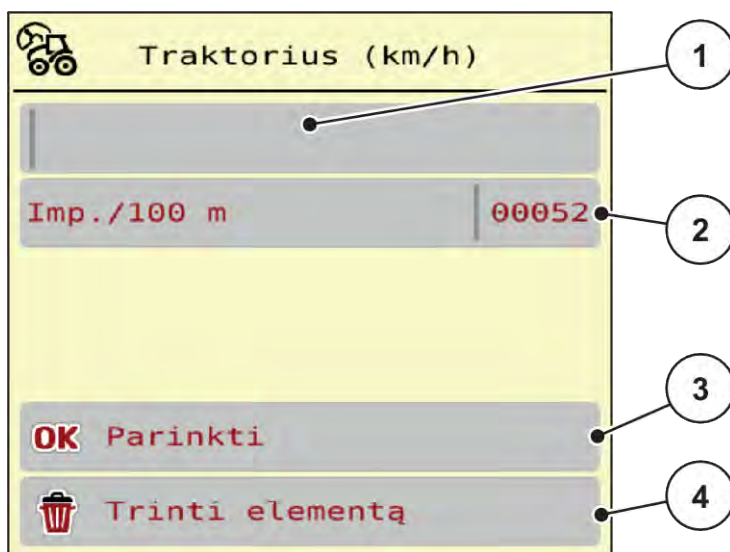 Traktorius (km/h)
1
Imp./100 m 00052
2
3
OK Parinkti
4
Trinti elementą